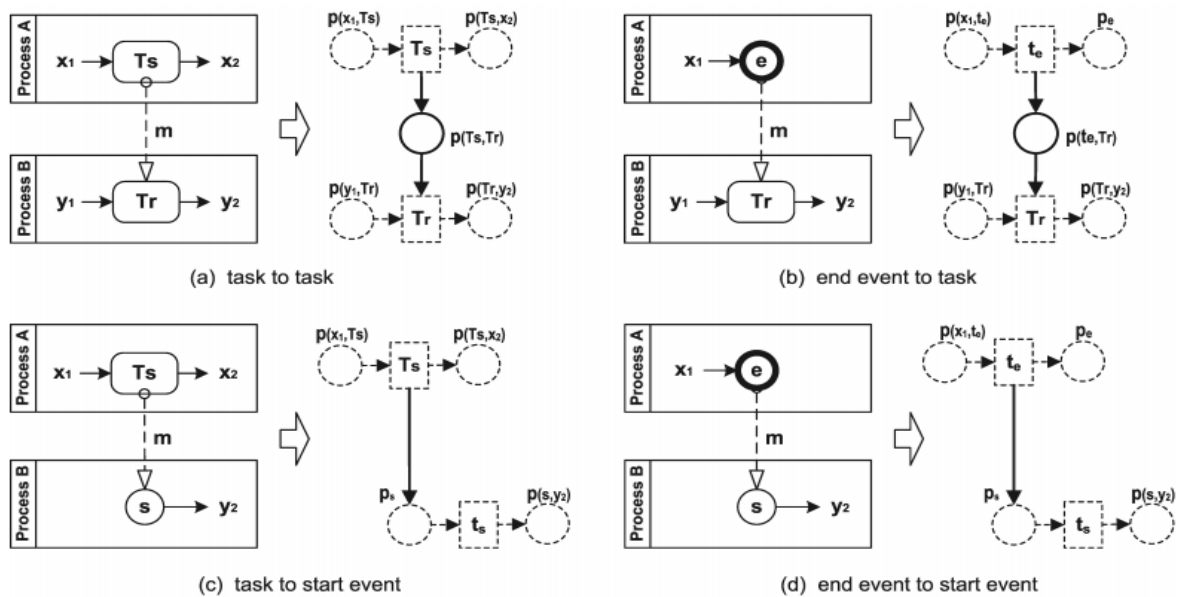 Process A
x1
Ts
x2
m
Process B
y1
Tr
y2
p(x1,Ts)
p(Ts,x2)
Ts
p(Ts,Tr)
p(y1,Tr)
p(Tr,y2)
Tr
(a) task to task
Process A
x1
e
m
Process B
y1
Tr
y2
p(x1,te)
pe
te
p(te,Tr)
p(y1,Tr)
p(Tr,y2)
Tr
(b) end event to task
Process A
x1
Ts
x2
m
Process B
s
y2
p(x1,Ts)
p(Ts,x2)
Ts
ps
p(s,y2)
ts
(c) task to start event
Process A
x1
e
m
Process B
s
y2
p(x1,te)
pe
te
ps
p(s,y2)
ts
(d) end event to start event